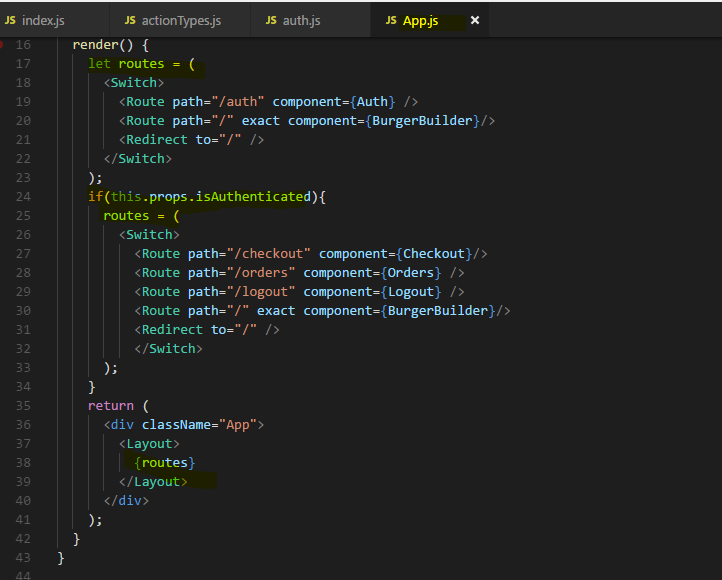 JS index.js JS actionTypes.js JS auth.js JS App.js ×
16 render() {
17 let routes = (
18 <Switch>
19 <Route path="/auth" component={Auth} />
20 <Route path="/" exact component={BurgerBuilder}/>
21 <Redirect to="/" />
22 </Switch>
23 );
24 if(this.props.isAuthenticated){
25 routes = (
26 <Switch>
27 <Route path="/checkout" component={Checkout}/>
28 <Route path="/orders" component={Orders} />
29 <Route path="/logout" component={Logout} />
30 <Route path="/" exact component={BurgerBuilder}/>
31 <Redirect to="/" />
32 </Switch>
33 );
34 }
35 return (
36 <div className="App">
37 <Layout>
38 {routes}
39 </Layout>
40 </div>
41 );
42 }
43 }
44